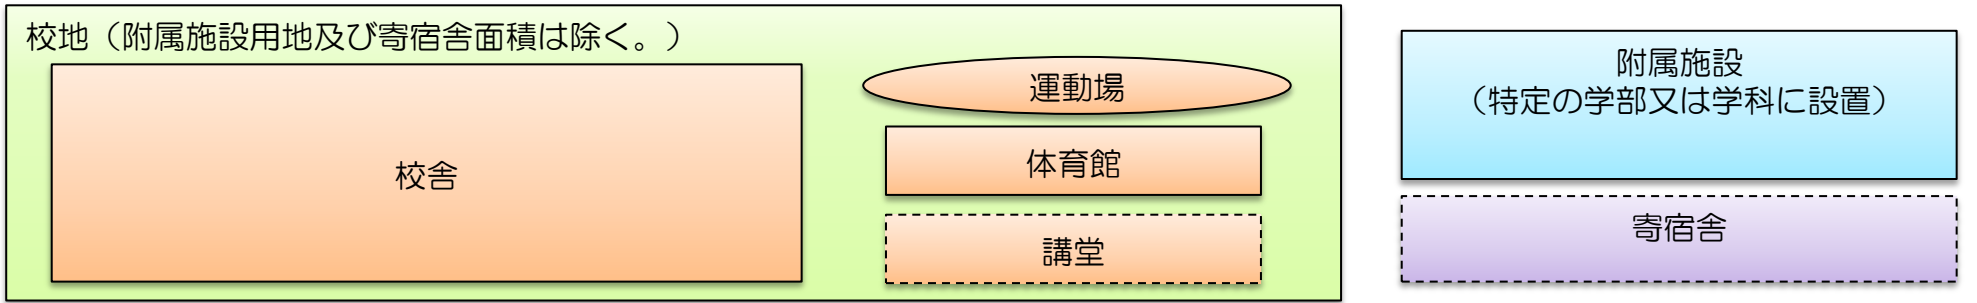 校地（附属施設用地及び寄宿舎面積は除く。）
校舎
運動場
体育館
講堂
附属施設
（特定の学部又は学科に設置）
寄宿舎